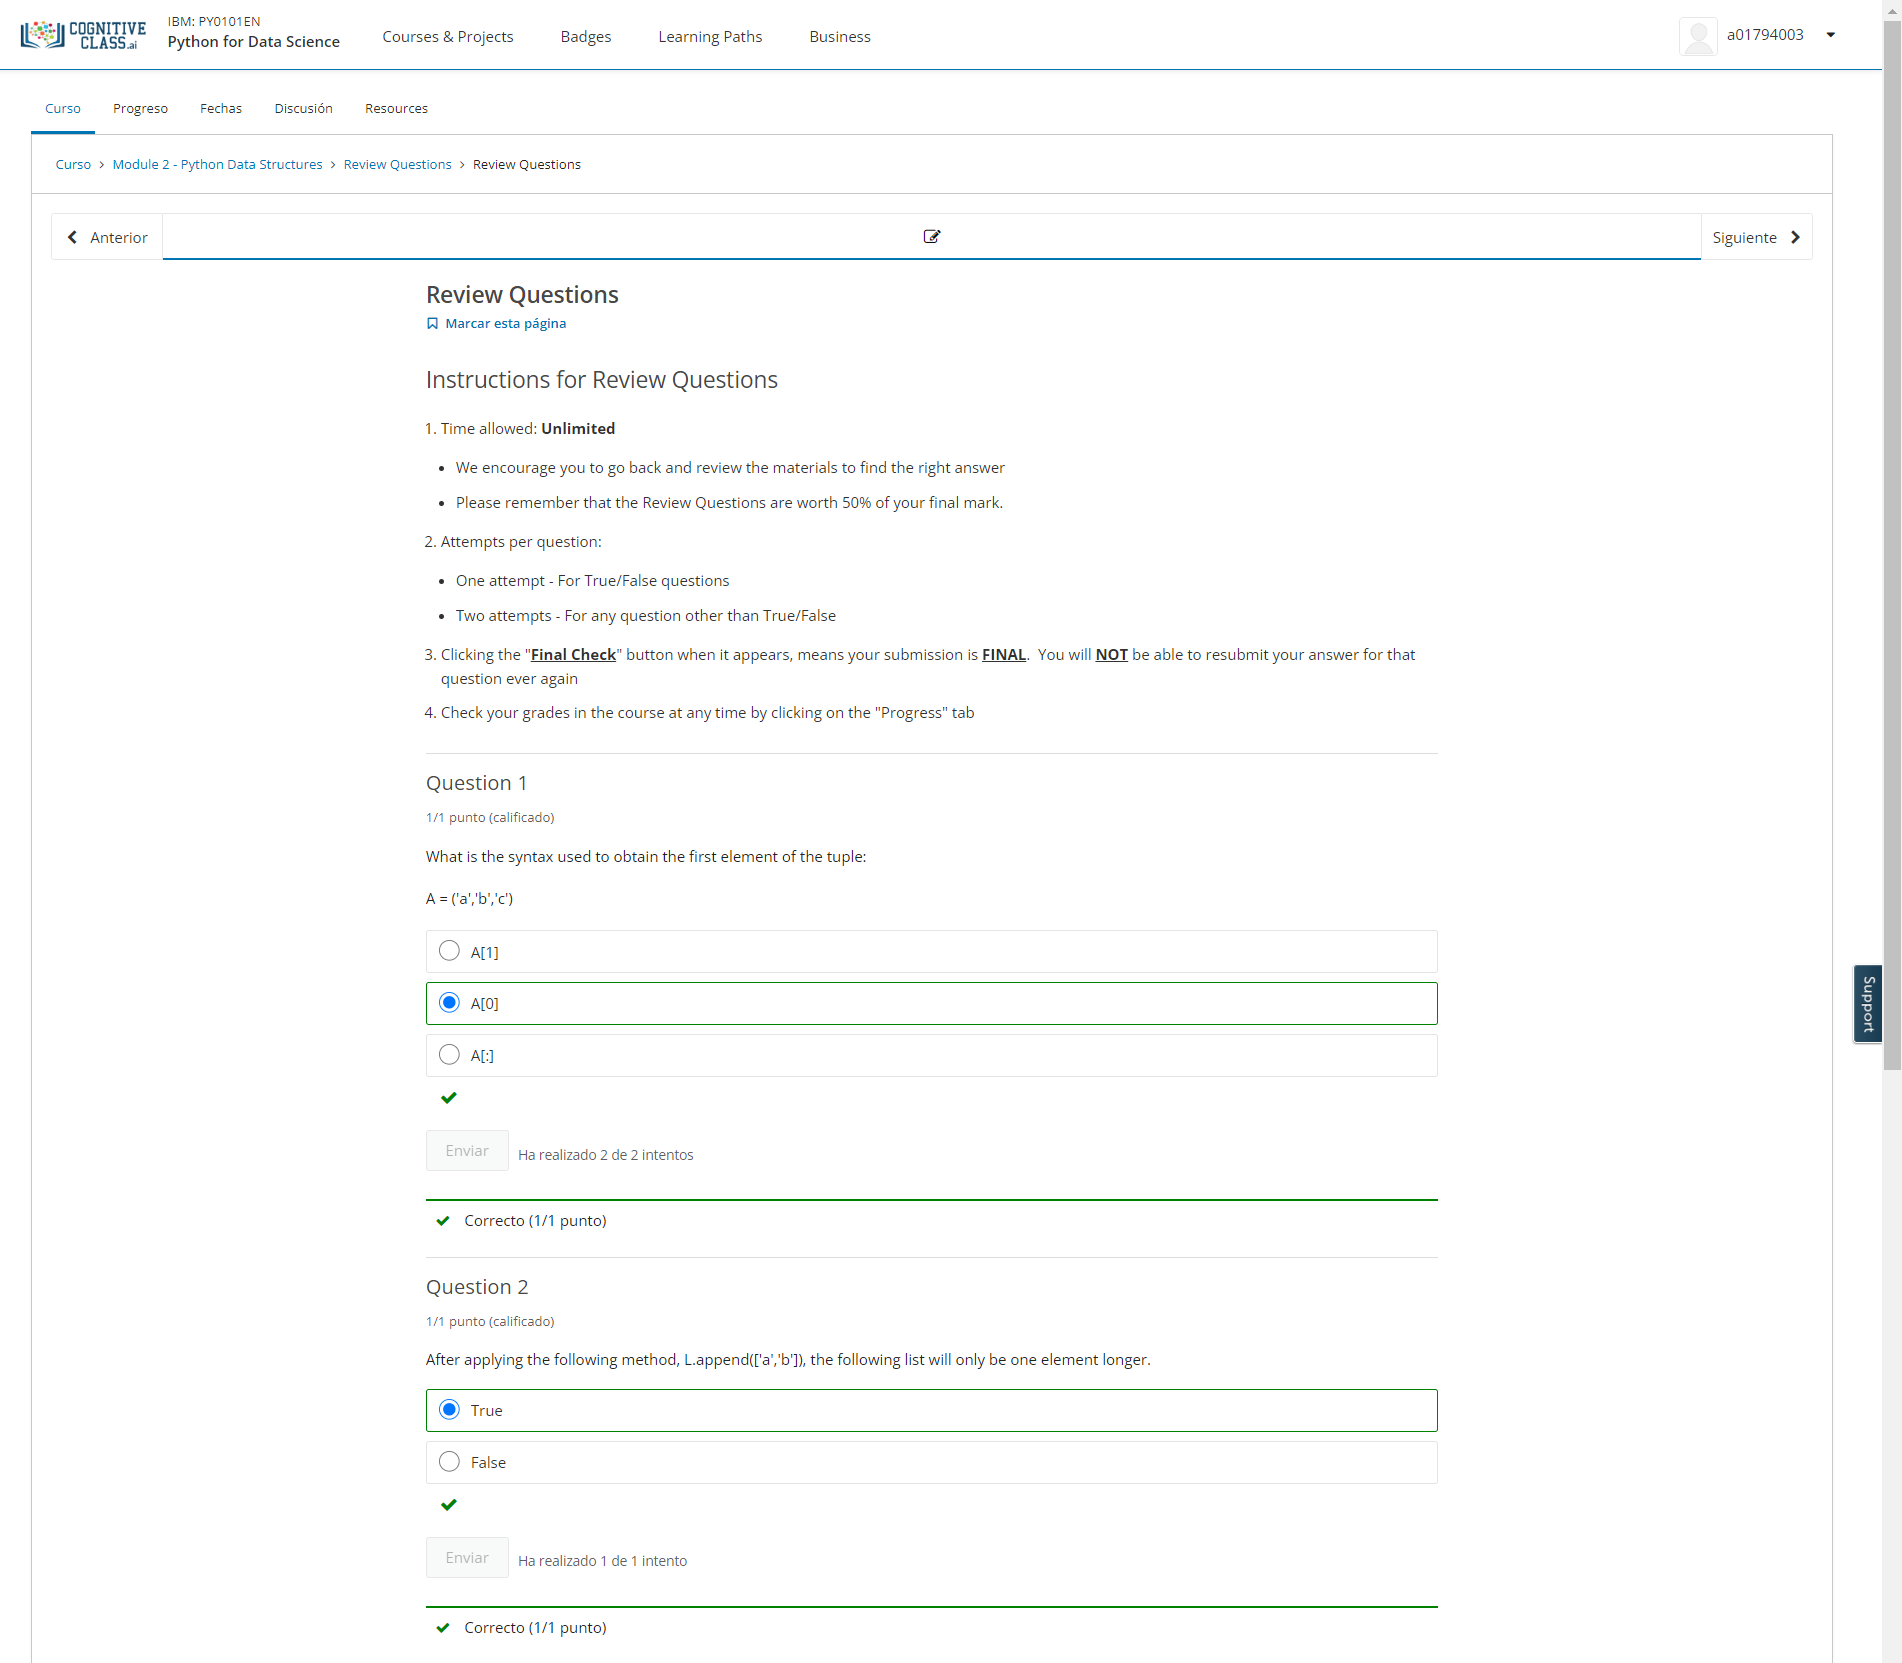 COGNITIVE
CLASS.ai
IBM: PY0101EN
Python for Data Science
Courses & Projects
Badges
Learning Paths
Business
a01794003
Curso
Progreso
Fechas
Discusión
Resources
Curso > Module 2 - Python Data Structures > Review Questions > Review Questions
Anterior
Siguiente
Review Questions
Marcar esta página
Instructions for Review Questions
1. Time allowed: Unlimited
• We encourage you to go back and review the materials to find the right answer
• Please remember that the Review Questions are worth 50% of your final mark.
2. Attempts per question:
• One attempt - For True/False questions
• Two attempts - For any question other than True/False
3. Clicking the "Final Check" button when it appears, means your submission is FINAL.  You will NOT be able to resubmit your answer for that
question ever again
4. Check your grades in the course at any time by clicking on the "Progress" tab
Question 1
1/1 punto (calificado)
What is the syntax used to obtain the first element of the tuple:
A = ('a','b','c')
A[1]
A[0]
A[:]
Enviar
Ha realizado 2 de 2 intentos
Correcto (1/1 punto)
Question 2
1/1 punto (calificado)
After applying the following method, L.append(['a','b']), the following list will only be one element longer.
True
False
Enviar
Ha realizado 1 de 1 intento
Correcto (1/1 punto)
Support